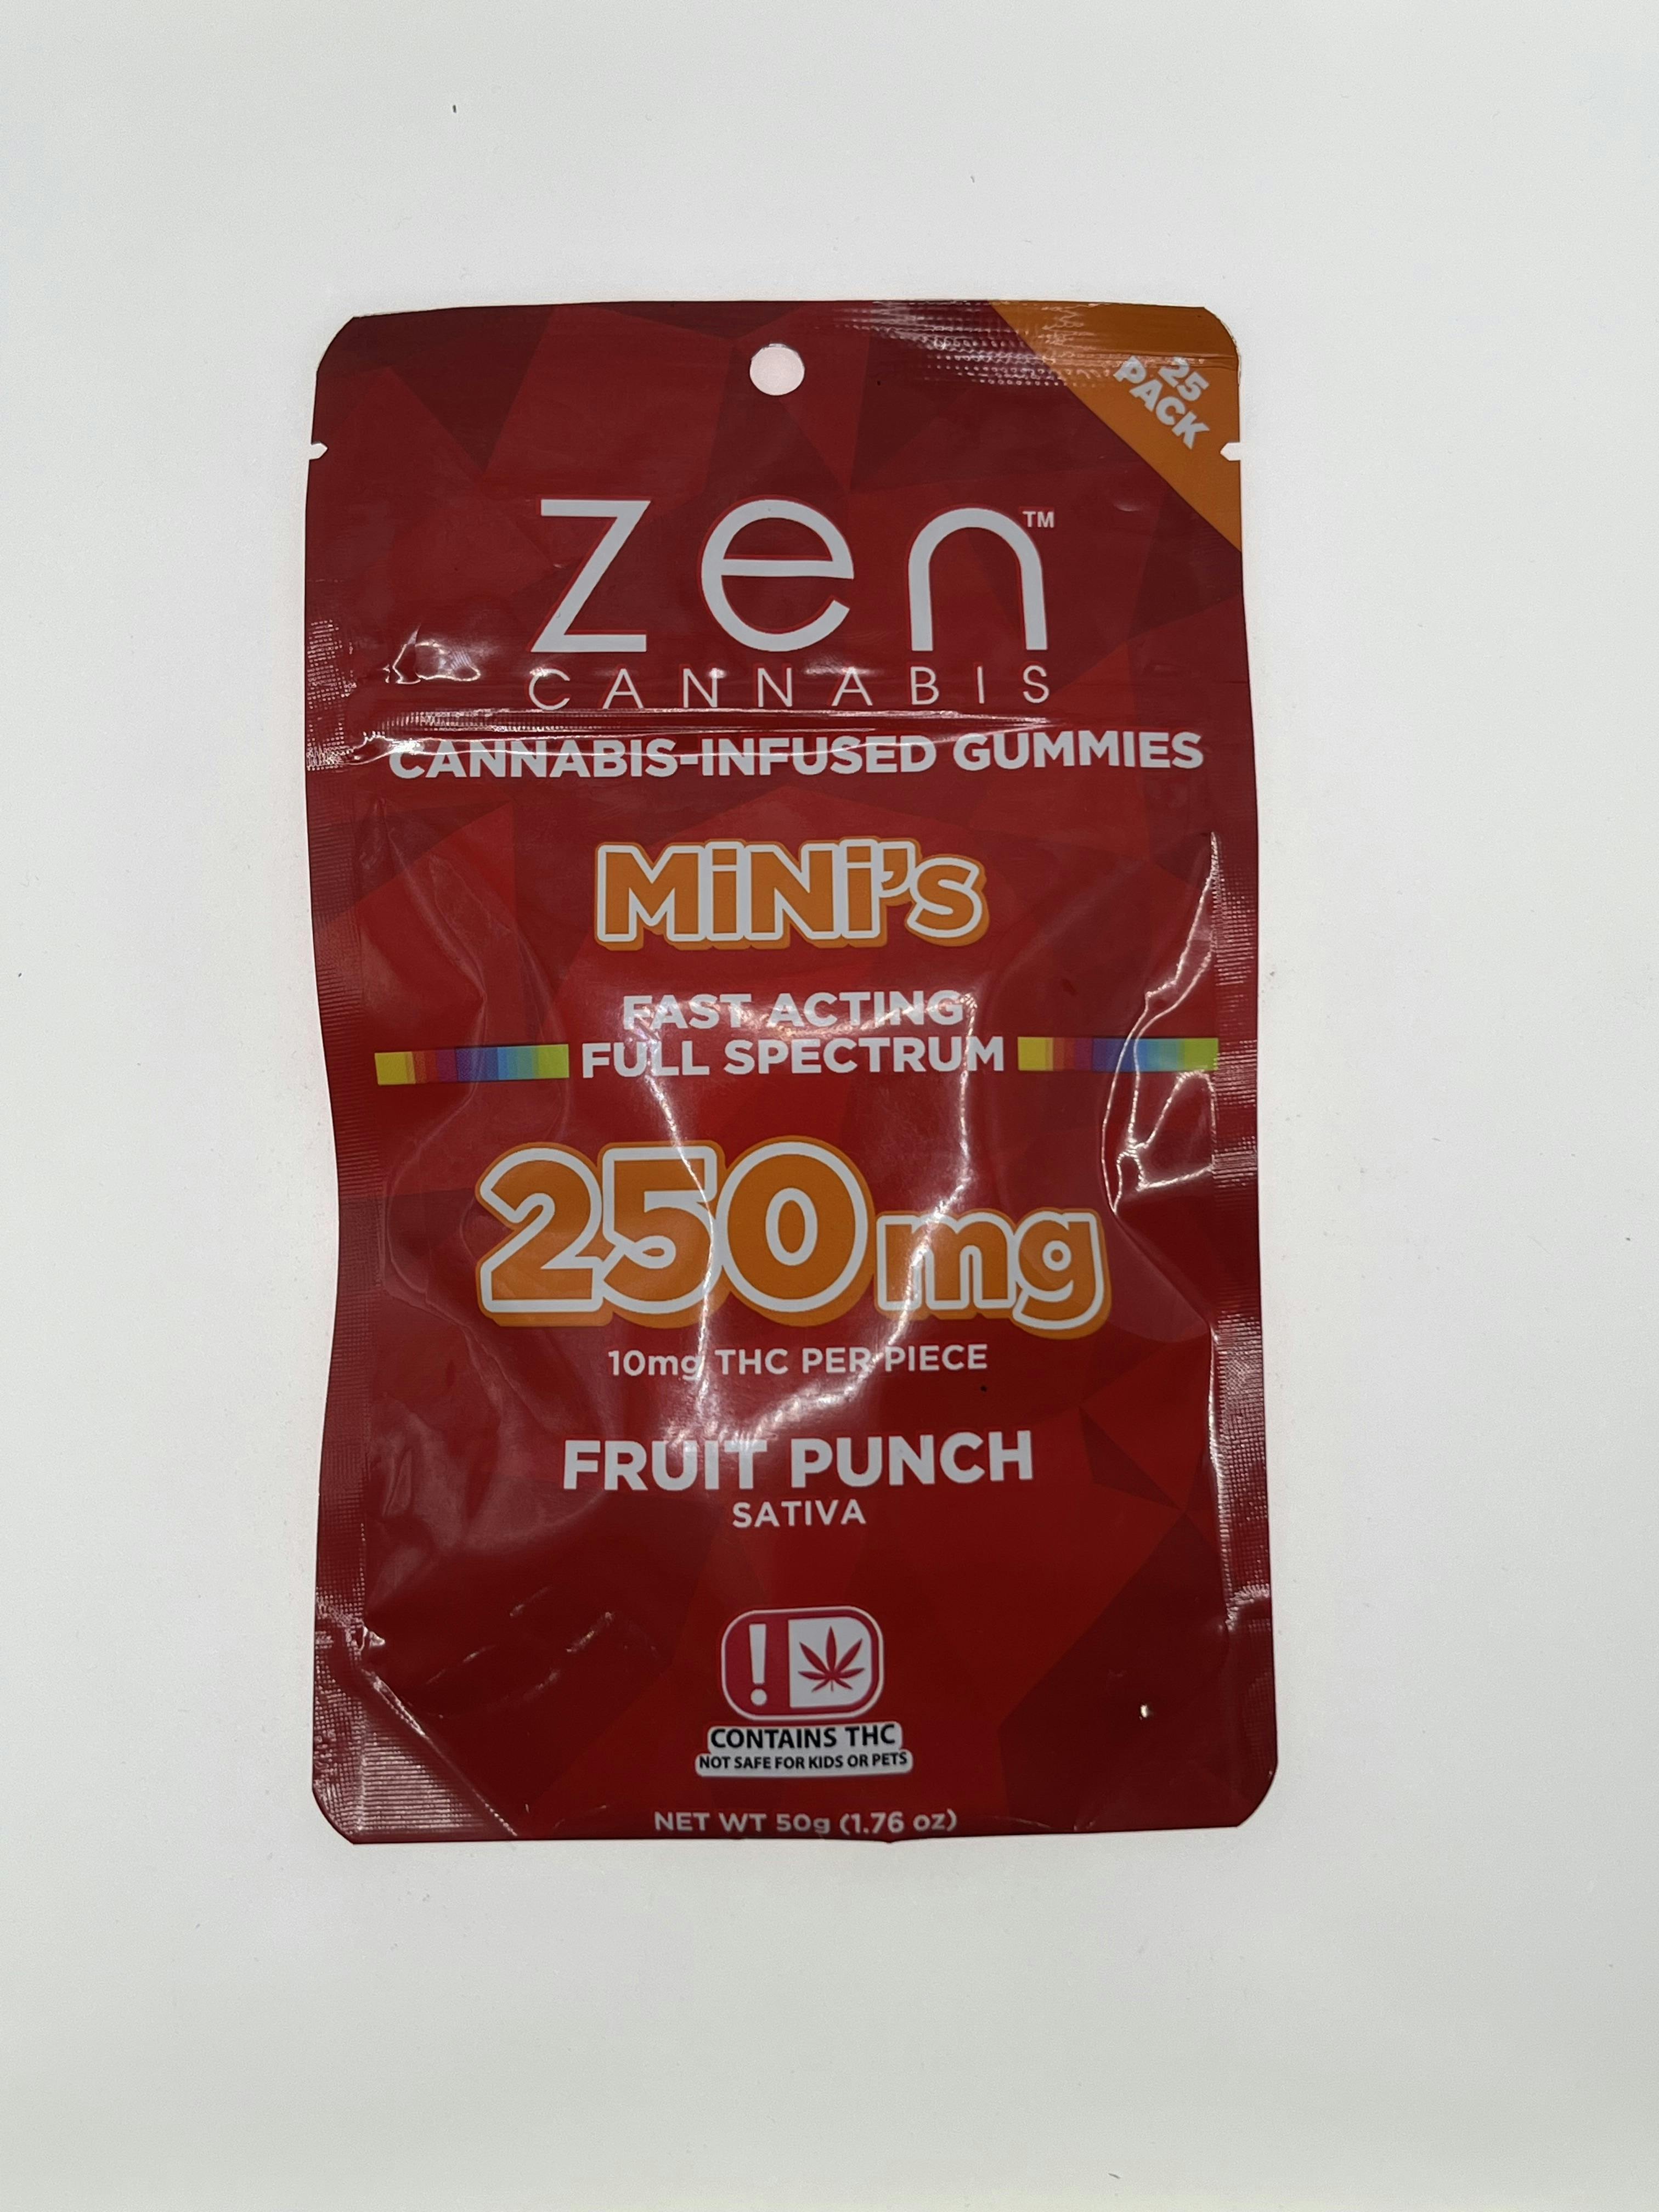 25
PACK
zen™
CANNABIS
CANNABIS-INFUSED GUMMIES
MiNi's
FAST ACTING
FULL SPECTRUM
250mg
10mg THC PER PIECE
FRUIT PUNCH
SATIVA
!
CONTAINS THC
NOT SAFE FOR KIDS OR PETS
NET WT 50g (1.76 oz)